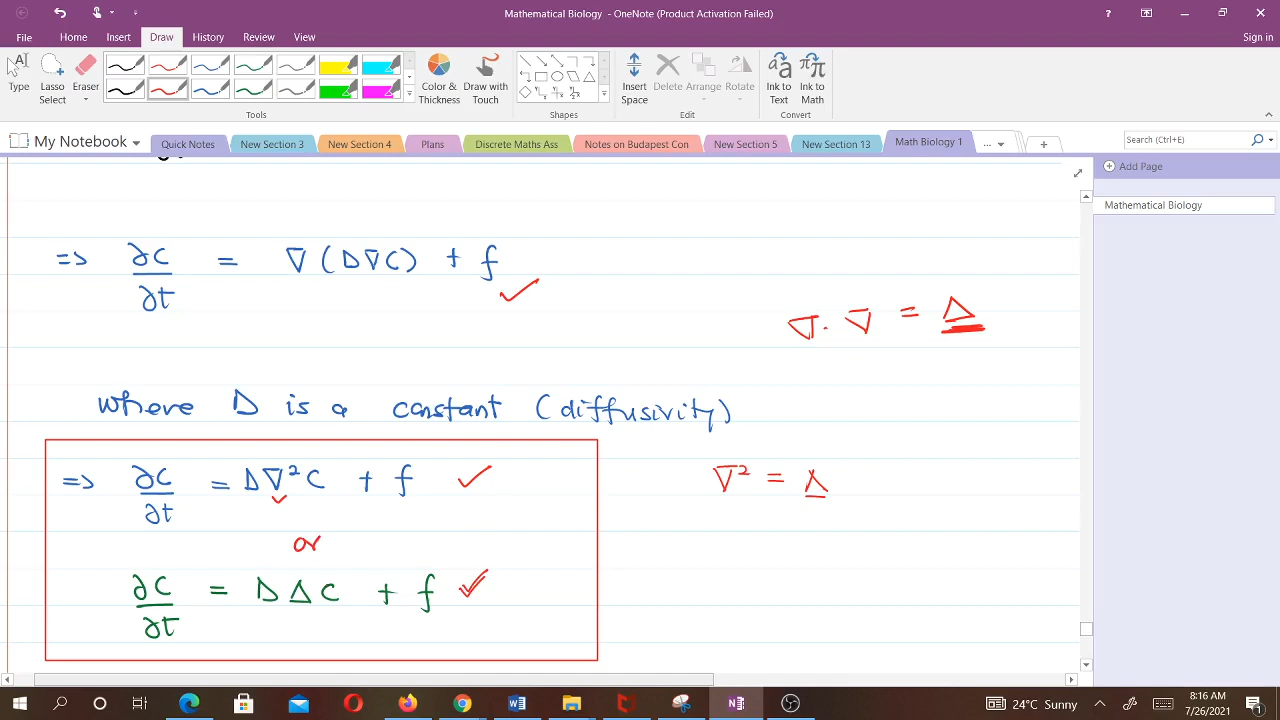 Mathematical Biology - OneNote (Product Activation Failed)
File Home Insert Draw History Review View Sign in
Type Lasso Select Eraser Color & Thickness Draw with Touch Insert Space Delete Arrange Rotate Ink to Text Ink to Math
Tools Shapes Edit Convert
My Notebook Quick Notes New Section 3 New Section 4 Plans Discrete Maths Ass Notes on Budapest Con New Section 5 New Section 13 Math Biology 1 ... Search (Ctrl+E)
Add Page
Mathematical Biology
=> ∂C/∂t = ∇(D∇C) + f
∇.∇ = Δ
where D is a constant (diffusivity)
=> ∂C/∂t = D∇²C + f
∇² = Δ
or
∂C/∂t = DΔC + f
24°C Sunny
8:16 AM
7/26/2021